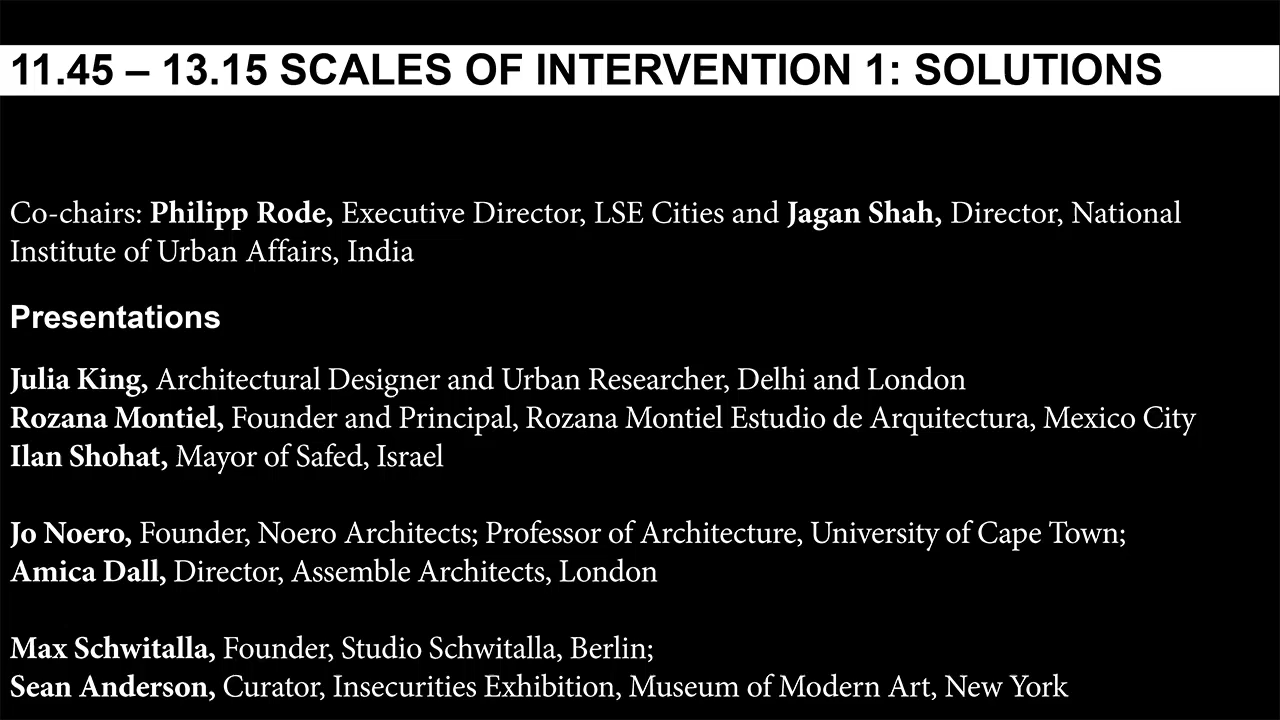 11.45 – 13.15 SCALES OF INTERVENTION 1: SOLUTIONS
Co-chairs: Philipp Rode, Executive Director, LSE Cities and Jagan Shah, Director, National
Institute of Urban Affairs, India
Presentations
Julia King, Architectural Designer and Urban Researcher, Delhi and London
Rozana Montiel, Founder and Principal, Rozana Montiel Estudio de Arquitectura, Mexico City
Ilan Shohat, Mayor of Safed, Israel
Jo Noero, Founder, Noero Architects; Professor of Architecture, University of Cape Town;
Amica Dall, Director, Assemble Architects, London
Max Schwitalla, Founder, Studio Schwitalla, Berlin;
Sean Anderson, Curator, Insecurities Exhibition, Museum of Modern Art, New York